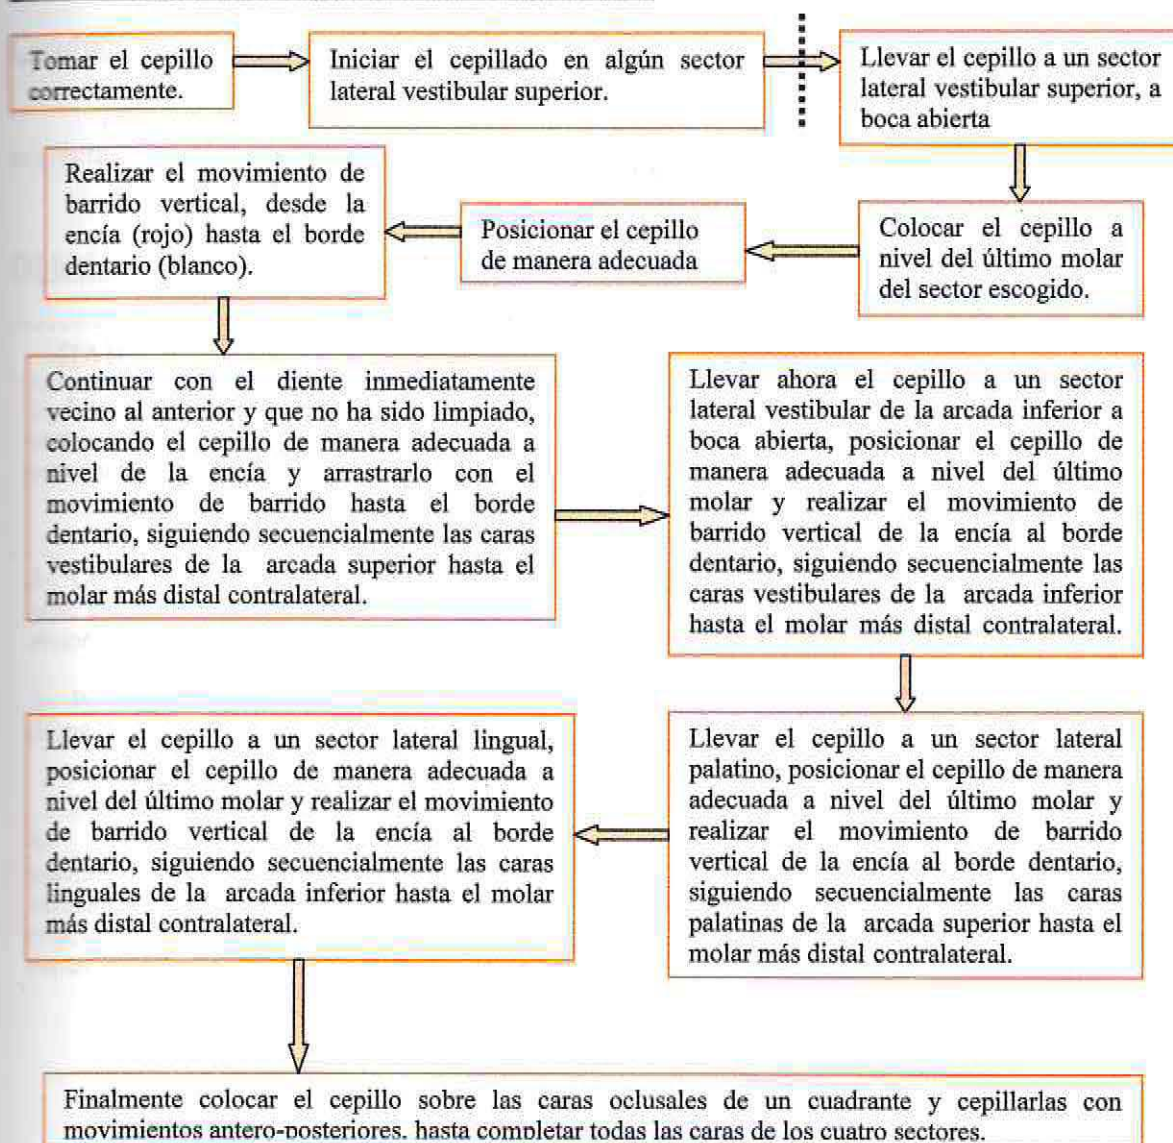 Tomar el cepillo
correctamente.
Iniciar el cepillado en algún sector
lateral vestibular superior.
Llevar el cepillo a un sector
lateral vestibular superior, a
boca abierta
Colocar el cepillo a
nivel del último molar
del sector escogido.
Posicionar el cepillo
de manera adecuada
Realizar el movimiento de
barrido vertical, desde la
encía (rojo) hasta el borde
dentario (blanco).
Continuar con el diente inmediatamente
vecino al anterior y que no ha sido limpiado,
colocando el cepillo de manera adecuada a
nivel de la encía y arrastrarlo con el
movimiento de barrido hasta el borde
dentario, siguiendo secuencialmente las caras
vestibulares de la arcada superior hasta el
molar más distal contralateral.
Llevar ahora el cepillo a un sector
lateral vestibular de la arcada inferior a
boca abierta, posicionar el cepillo de
manera adecuada a nivel del último
molar y realizar el movimiento de
barrido vertical de la encía al borde
dentario, siguiendo secuencialmente las
caras vestibulares de la arcada inferior
hasta el molar más distal contralateral.
Llevar el cepillo a un sector lateral
palatino, posicionar el cepillo de manera
adecuada a nivel del último molar y
realizar el movimiento de barrido
vertical de la encía al borde dentario,
siguiendo secuencialmente las caras
palatinas de la arcada superior hasta el
molar más distal contralateral.
Llevar el cepillo a un sector lateral lingual,
posicionar el cepillo de manera adecuada a
nivel del último molar y realizar el movimiento
de barrido vertical de la encía al borde
dentario, siguiendo secuencialmente las caras
linguales de la arcada inferior hasta el molar
más distal contralateral.
Finalmente colocar el cepillo sobre las caras oclusales de un cuadrante y cepillarlas con
movimientos antero-posteriores, hasta completar todas las caras de los cuatro sectores.